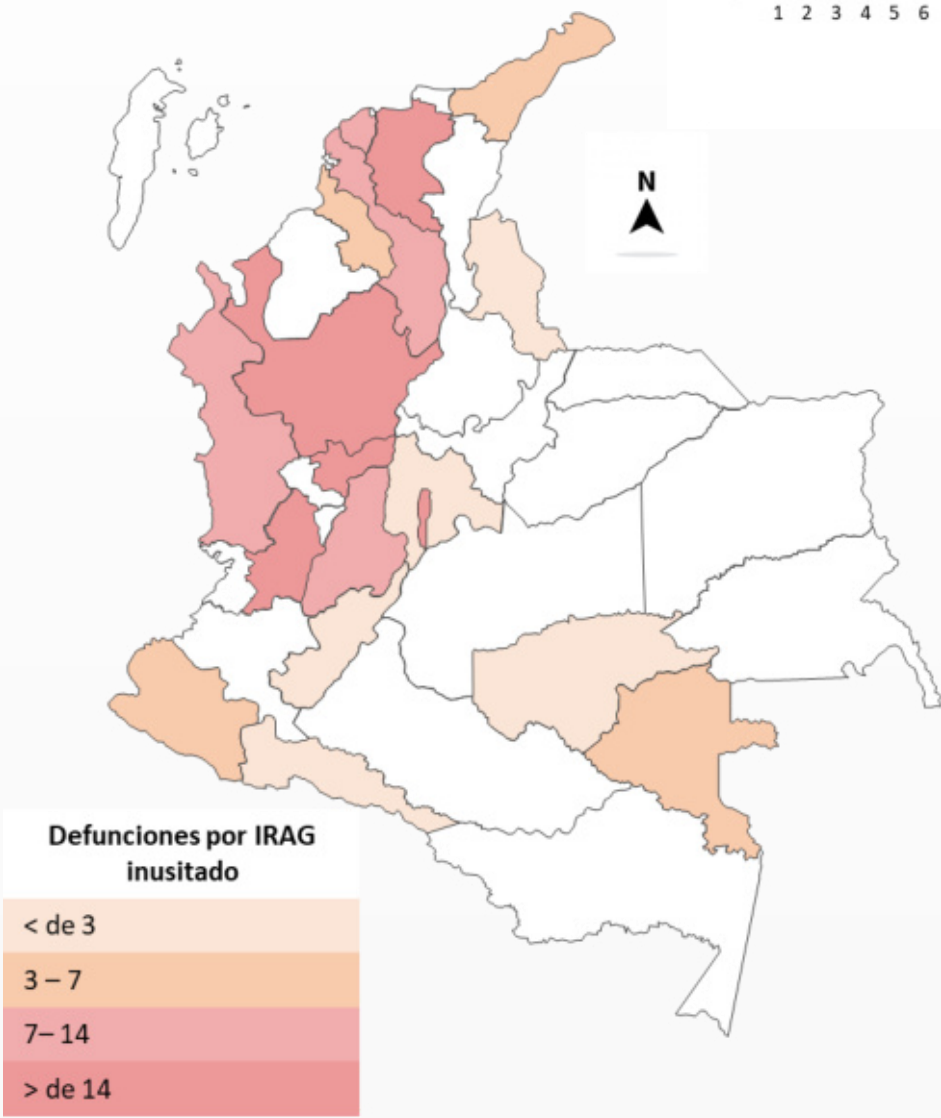 1 2 3 4 5 6
N
Defunciones por IRAG
inusitado
< de 3
3 – 7
7– 14
> de 14